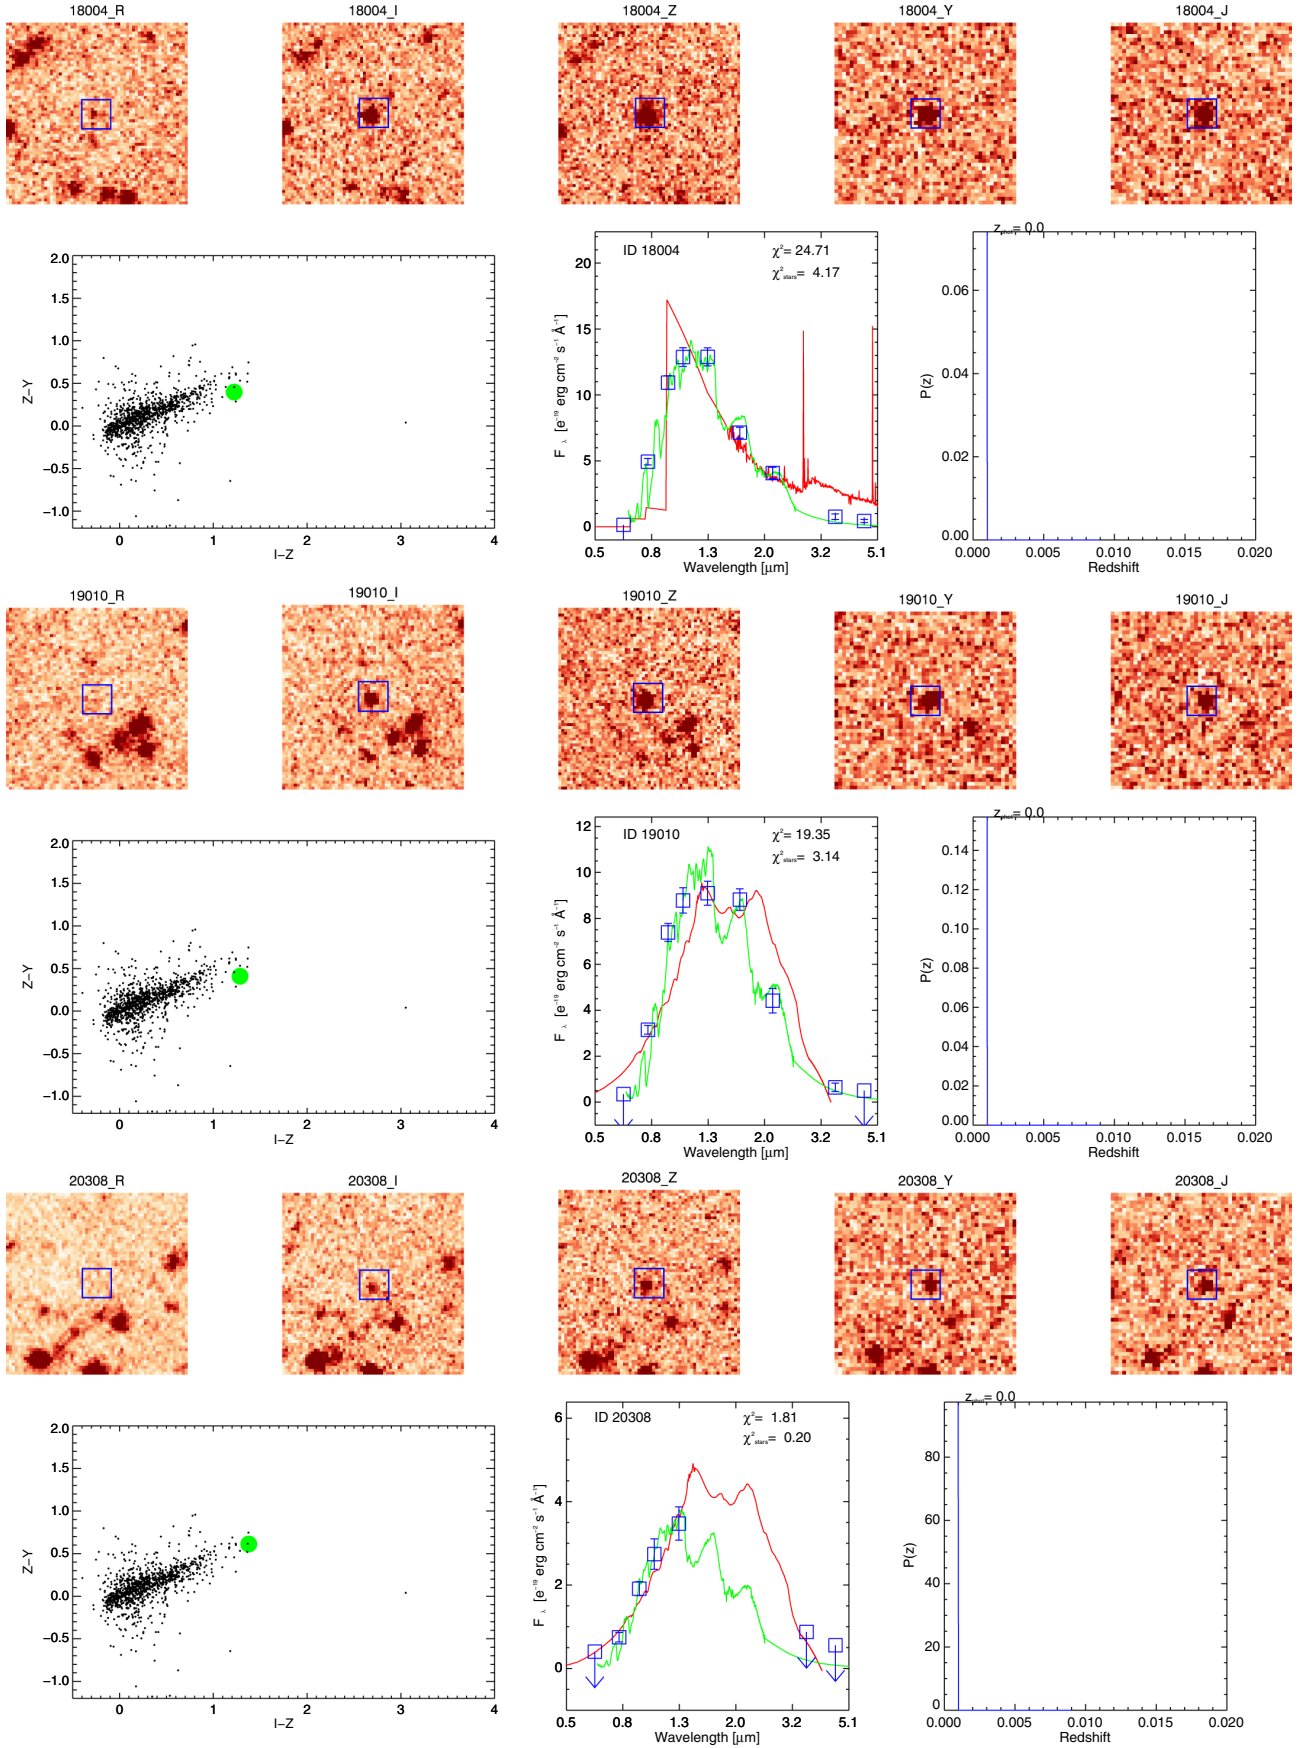 18004_R 18004_I 18004_Z 18004_Y 18004_J
2.0
1.5
1.0
0.5
0.0
−0.5
−1.0
Z−Y
0 1 2 3 4
I−Z
ID 18004
χ²= 24.71
χ²stars= 4.17
20
15
10
5
0
F λ [e⁻¹⁹ erg cm⁻² s⁻¹ Å⁻¹]
0.5 0.8 1.3 2.0 3.2 5.1
Wavelength [μm]
zphot= 0.0
0.06
0.04
0.02
0.00
P(z)
0.000 0.005 0.010 0.015 0.020
Redshift
19010_R 19010_I 19010_Z 19010_Y 19010_J
2.0
1.5
1.0
0.5
0.0
−0.5
−1.0
Z−Y
0 1 2 3 4
I−Z
ID 19010
χ²= 19.35
χ²stars= 3.14
12
10
8
6
4
2
0
F λ [e⁻¹⁹ erg cm⁻² s⁻¹ Å⁻¹]
0.5 0.8 1.3 2.0 3.2 5.1
Wavelength [μm]
zphot= 0.0
0.14
0.12
0.10
0.08
0.06
0.04
0.02
0.00
P(z)
0.000 0.005 0.010 0.015 0.020
Redshift
20308_R 20308_I 20308_Z 20308_Y 20308_J
2.0
1.5
1.0
0.5
0.0
−0.5
−1.0
Z−Y
0 1 2 3 4
I−Z
ID 20308
χ²= 1.81
χ²stars= 0.20
6
4
2
0
F λ [e⁻¹⁹ erg cm⁻² s⁻¹ Å⁻¹]
0.5 0.8 1.3 2.0 3.2 5.1
Wavelength [μm]
zphot= 0.0
80
60
40
20
0
P(z)
0.000 0.005 0.010 0.015 0.020
Redshift